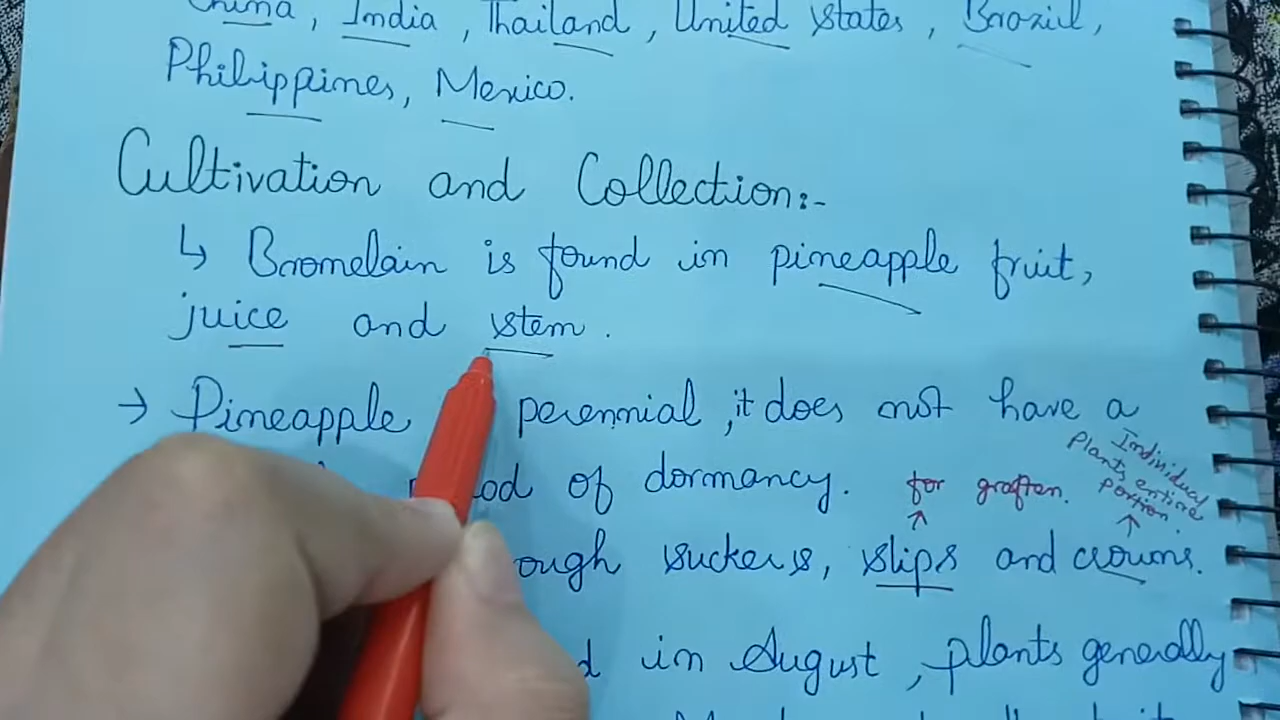 China, India, Thailand, United States, Brazil,
Philippines, Mexico.
Cultivation and Collection:-
↳ Bromelain is found in pineapple fruit,
juice and stem.
→ Pineapple perennial, it does not have a
of dormancy. for graften. Individual
Plants entire
portion.
suckers, slips and crowns.
in August, plants generally